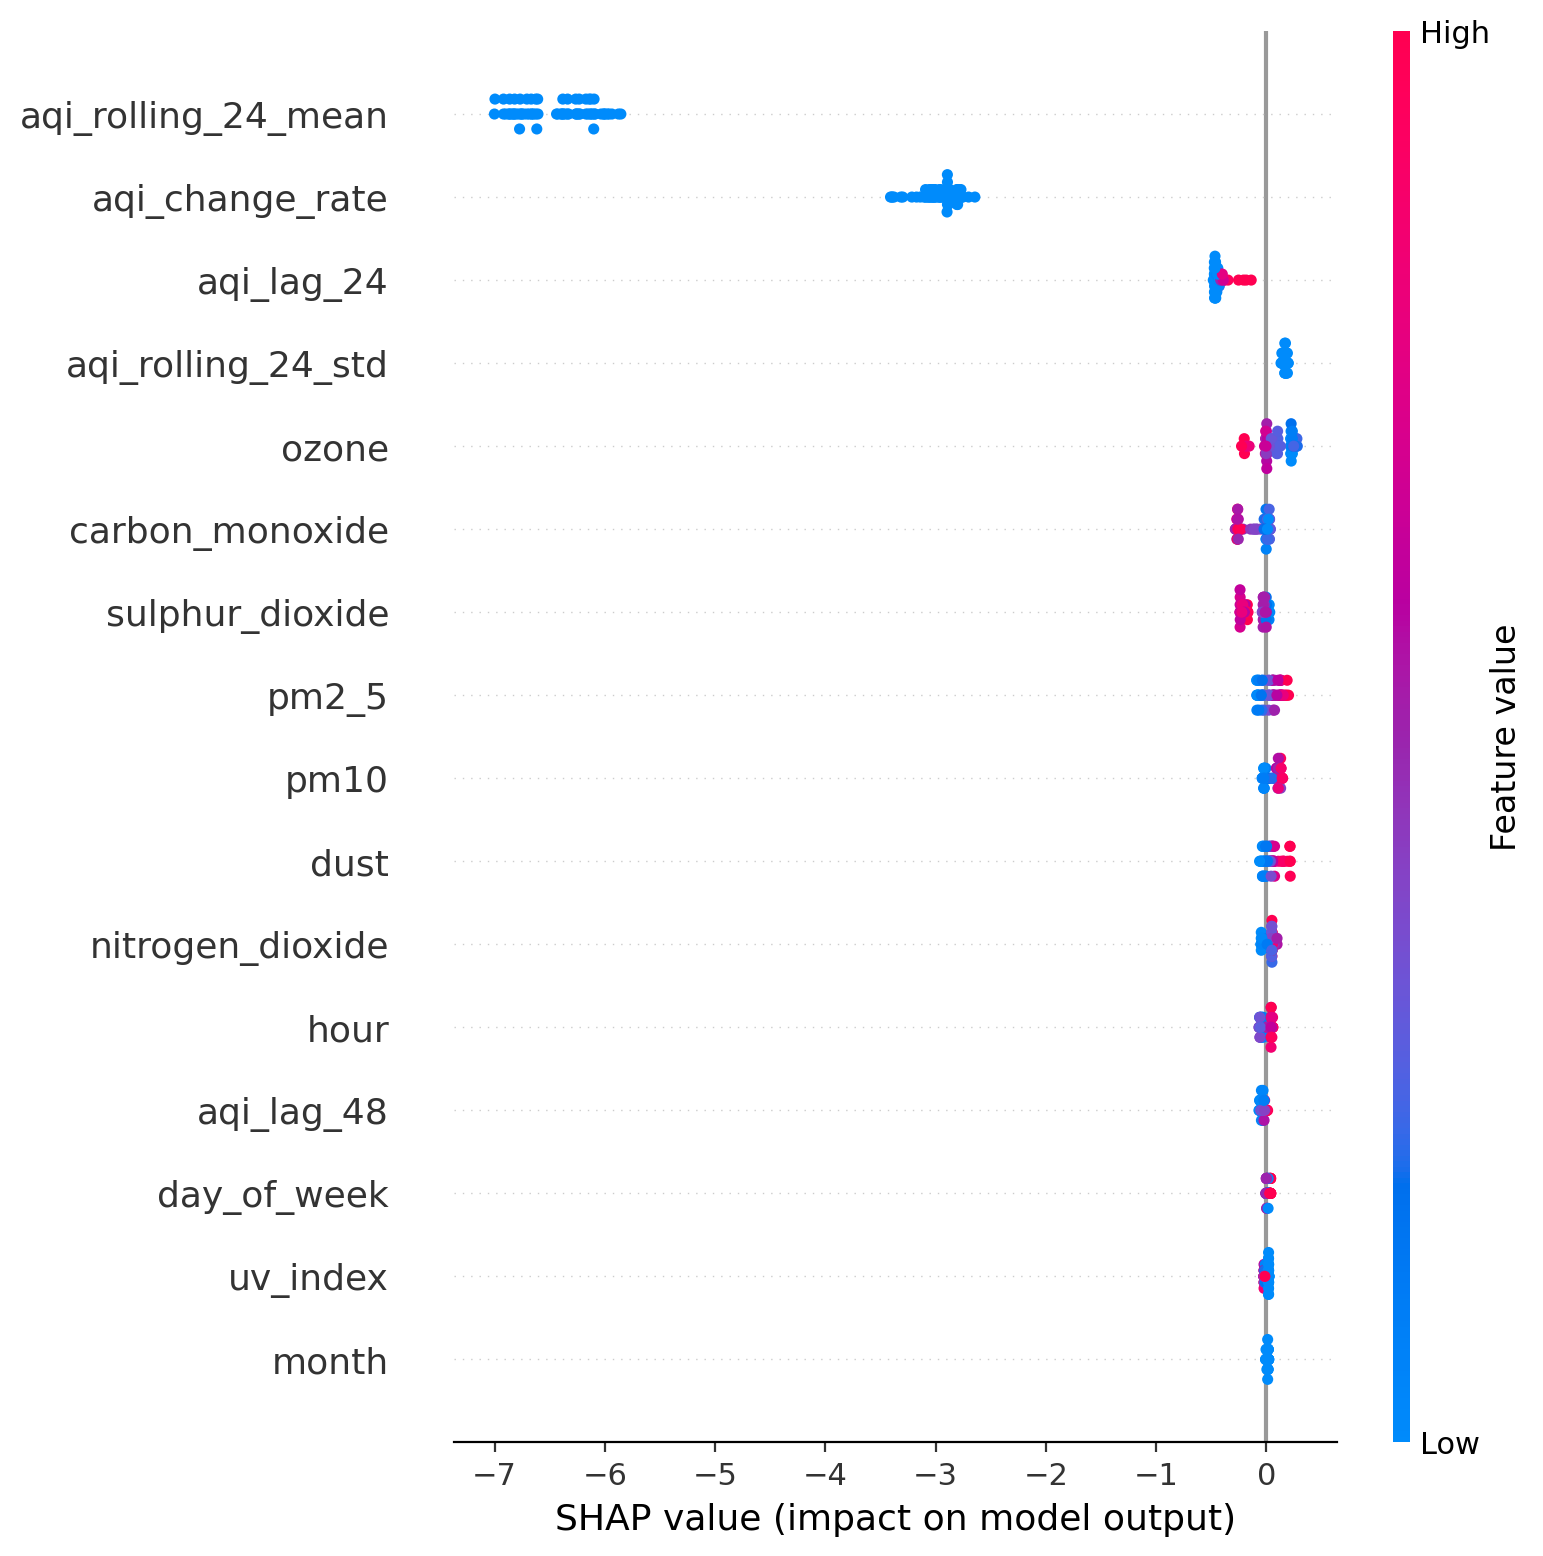 High
aqi_rolling_24_mean
aqi_change_rate
aqi_lag_24
aqi_rolling_24_std
ozone
carbon_monoxide
sulphur_dioxide
pm2_5
pm10
dust
nitrogen_dioxide
hour
aqi_lag_48
day_of_week
uv_index
month
Feature value
Low
−7 −6 −5 −4 −3 −2 −1 0
SHAP value (impact on model output)